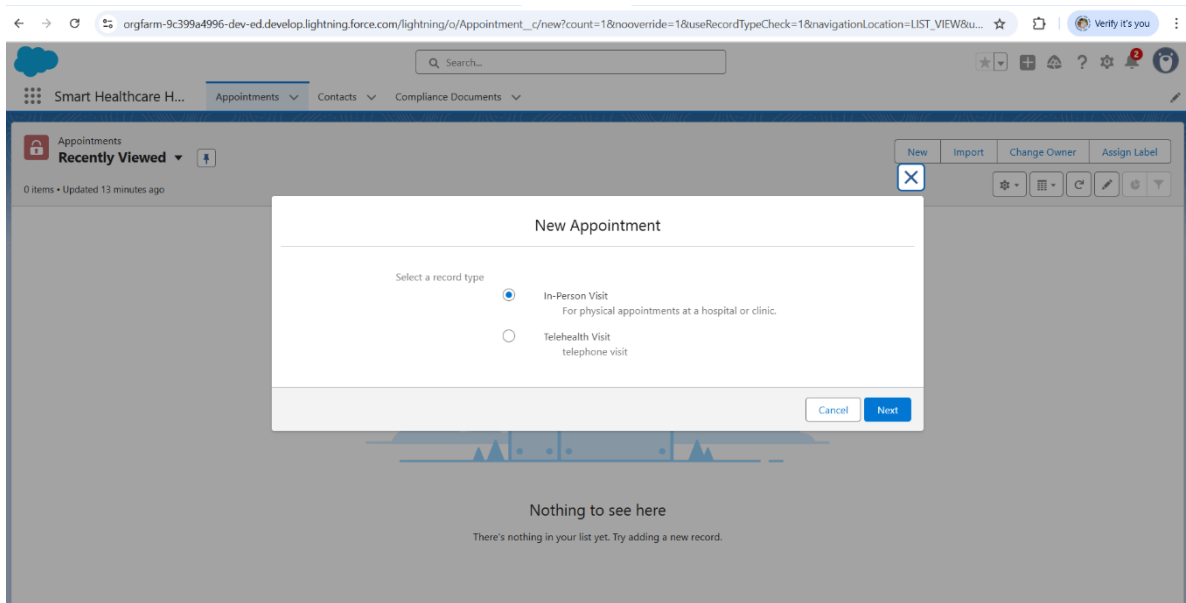 orgfarm-9c399a4996-dev-ed.develop.lightning.force.com/lightning/o/Appointment__c/new?count=1&nooverride=1&useRecordTypeCheck=1&navigationLocation=LIST_VIEW&u... Verify it's you
Search...
2
Smart Healthcare H... Appointments Contacts Compliance Documents
Appointments
Recently Viewed
New Import Change Owner Assign Label
0 items • Updated 13 minutes ago
New Appointment
Select a record type
In-Person Visit
For physical appointments at a hospital or clinic.
Telehealth Visit
telephone visit
Cancel Next
Nothing to see here
There's nothing in your list yet. Try adding a new record.